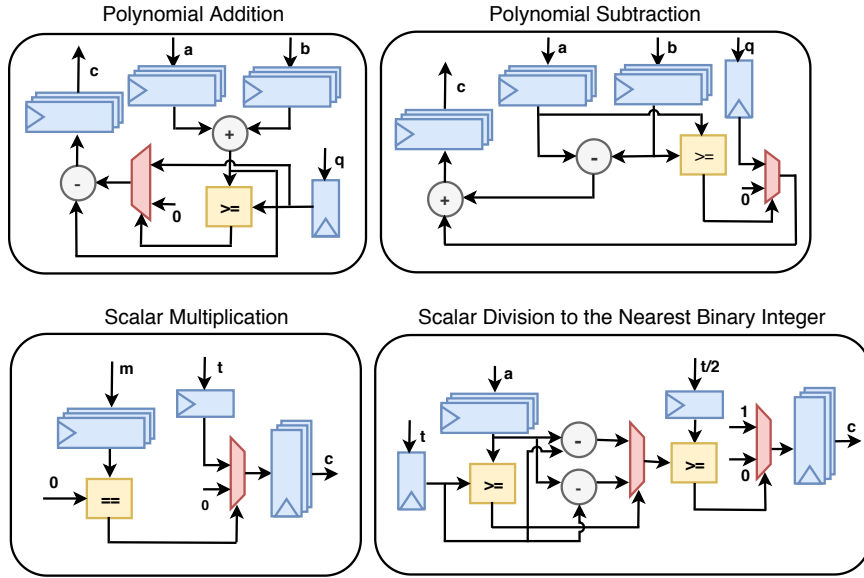 Polynomial Addition
a
b
c
+
q
-
0
>=
Polynomial Subtraction
a
b
q
c
-
>=
0
+
Scalar Multiplication
m
t
0
==
0
c
Scalar Division to the Nearest Binary Integer
a
t/2
t
-
1
c
>=
-
>=
0